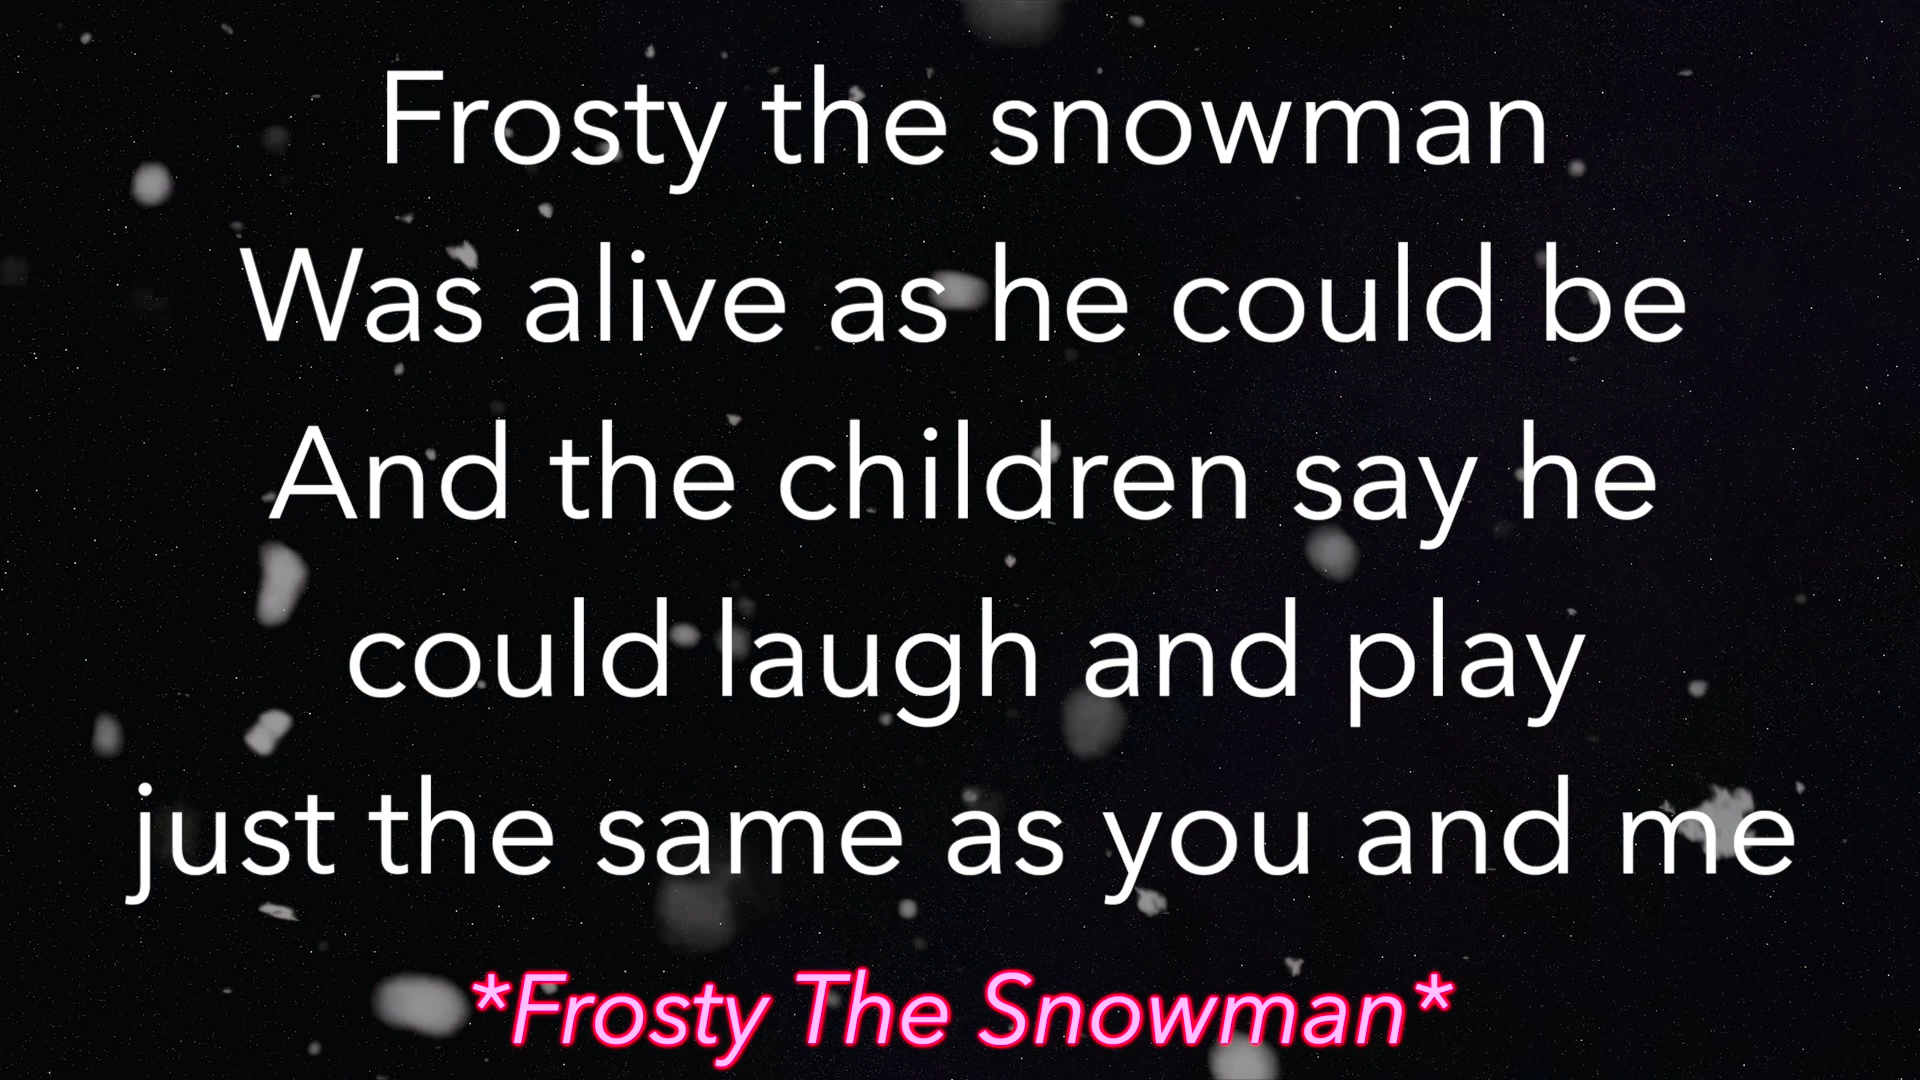 Frosty the snowman
Was alive as he could be
And the children say he
could laugh and play
just the same as you and me
*Frosty The Snowman*